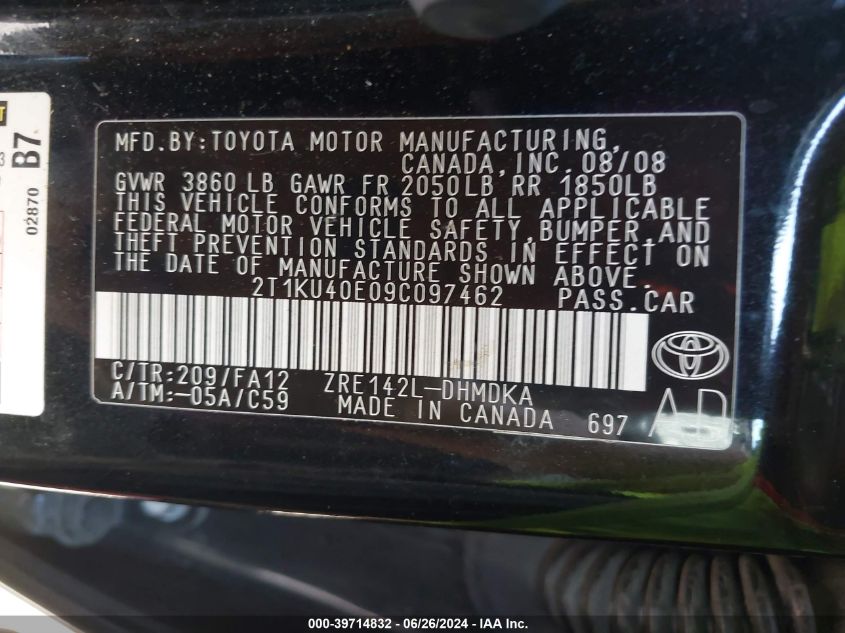 MFD.BY:TOYOTA MOTOR MANUFACTURING,
CANADA,INC. 08/08
GVWR 3860 LB GAWR FR 2050LB RR 1850LB
THIS VEHICLE CONFORMS TO ALL APPLICABLE
FEDERAL MOTOR VEHICLE SAFETY,BUMPER,AND
THEFT PREVENTION STANDARDS IN EFFECT ON
THE DATE OF MANUFACTURE SHOWN ABOVE.
2T1KU40E09C097462 PASS.CAR
C/TR:209/FA12 ZRE142L-DHMDKA
A/TM:-05A/C59 MADE IN CANADA 697 AD
B7
02870
000-39714832 - 06/26/2024 - IAA Inc.